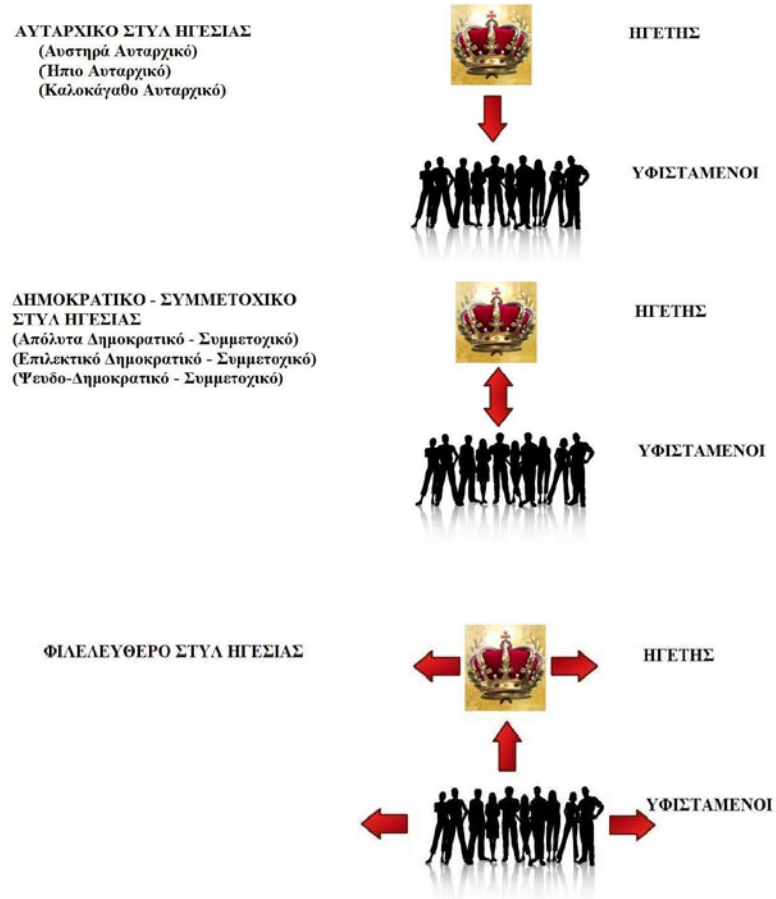 ΑΥΤΑΡΧΙΚΟ ΣΤΥΛ ΗΓΕΣΙΑΣ
(Αυστηρά Αυταρχικό)
(Ήπιο Αυταρχικό)
(Καλοκάγαθο Αυταρχικό)
ΗΓΕΤΗΣ
ΥΦΙΣΤΑΜΕΝΟΙ
ΔΗΜΟΚΡΑΤΙΚΟ - ΣΥΜΜΕΤΟΧΙΚΟ
ΣΤΥΛ ΗΓΕΣΙΑΣ
(Απόλυτα Δημοκρατικό - Συμμετοχικό)
(Επιλεκτικό Δημοκρατικό - Συμμετοχικό)
(Ψευδο-Δημοκρατικό - Συμμετοχικό)
ΗΓΕΤΗΣ
ΥΦΙΣΤΑΜΕΝΟΙ
ΦΙΛΕΛΕΥΘΕΡΟ ΣΤΥΛ ΗΓΕΣΙΑΣ
ΗΓΕΤΗΣ
ΥΦΙΣΤΑΜΕΝΟΙ